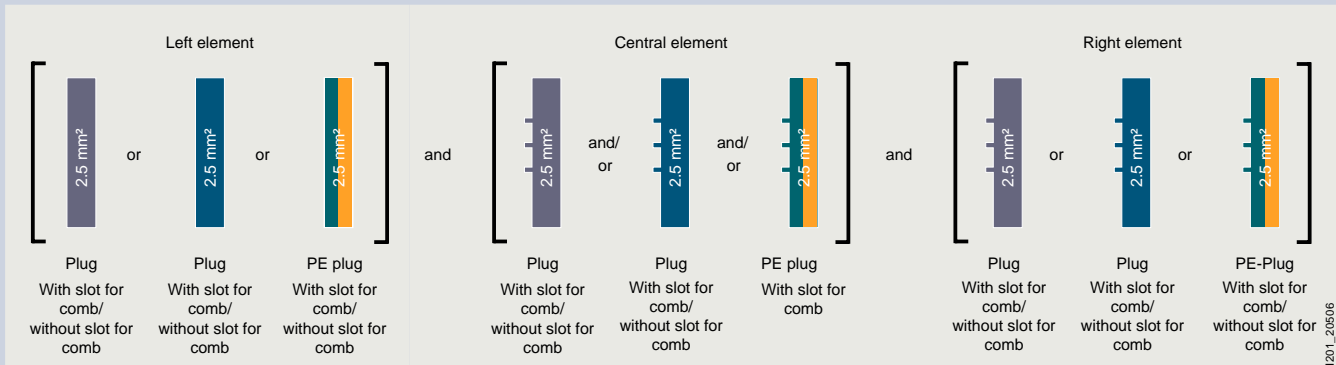 Left element
Central element
Right element
2.5 mm²
or
2.5 mm²
or
2.5 mm²
and
2.5 mm²
and/
or
2.5 mm²
and/
or
2.5 mm²
and
2.5 mm²
or
2.5 mm²
or
2.5 mm²
Plug
With slot for
comb/
without slot for
comb
Plug
With slot for
comb/
without slot for
comb
PE plug
With slot for
comb/
without slot for
comb
Plug
With slot for
comb/
without slot for
comb
Plug
With slot for
comb/
without slot for
comb
PE plug
With slot for
comb
Plug
With slot for
comb/
without slot for
comb
Plug
With slot for
comb/
without slot for
comb
PE-Plug
With slot for
comb/
without slot for
comb
I201_20506